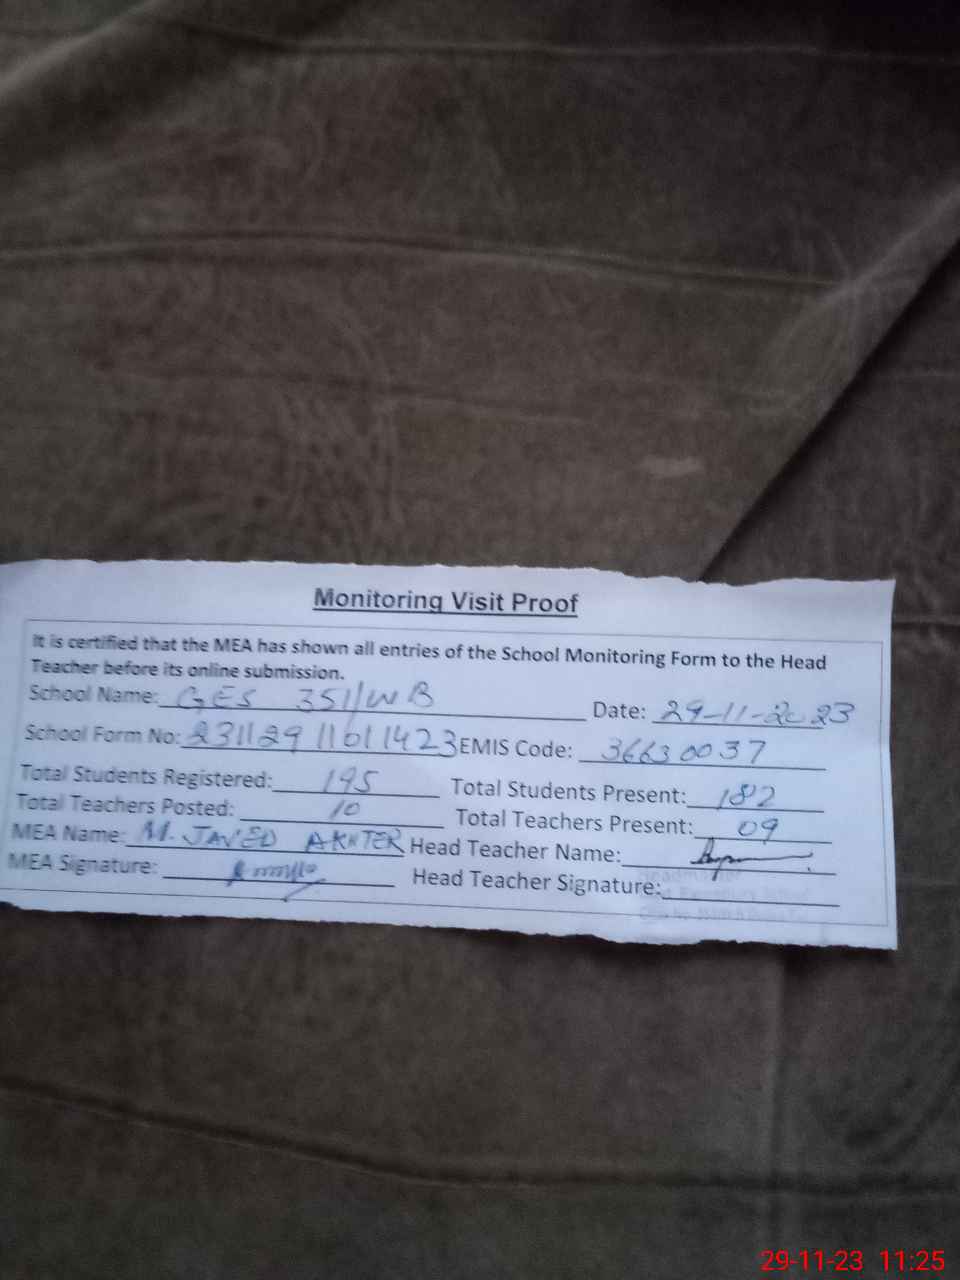 Monitoring Visit Proof
It is certified that the MEA has shown all entries of the School Monitoring Form to the Head
Teacher before its online submission.
School Name: GES 351/WB Date: 29-11-2023
School Form No: 231129116111423 EMIS Code: 36630037
Total Students Registered: 195 Total Students Present: 182
Total Teachers Posted: 10 Total Teachers Present: 09
MEA Name: M. JAVED AKHTER Head Teacher Name:
MEA Signature: Head Teacher Signature:
Headmaster
29-11-23 11:25